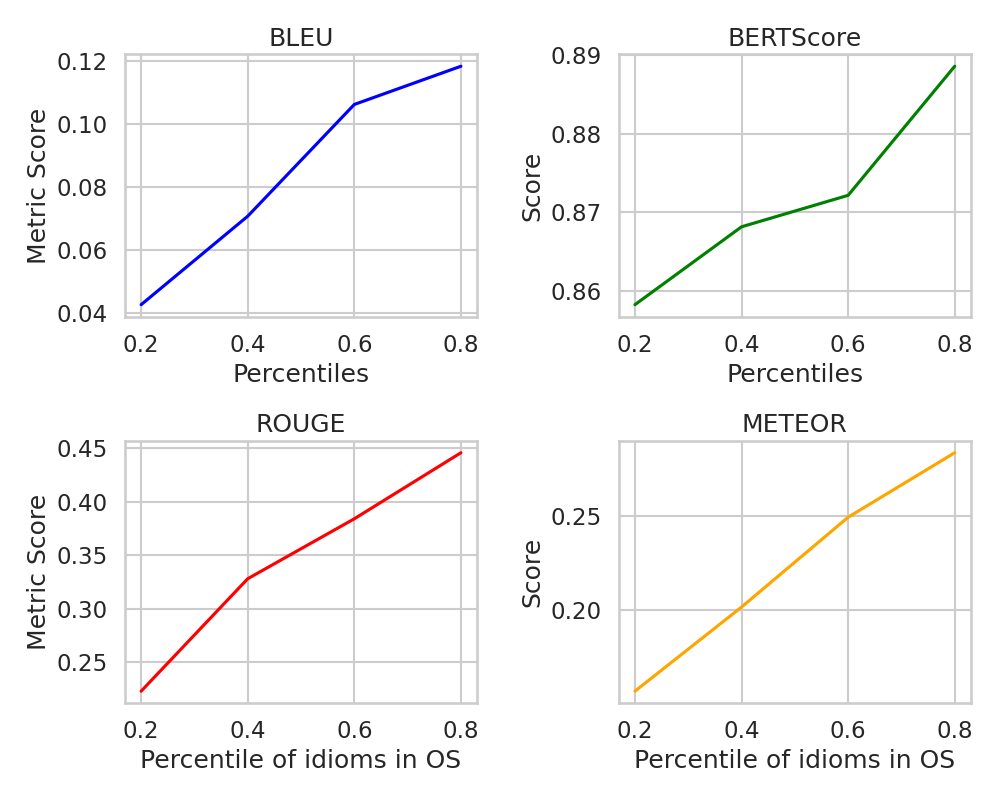 BLEU
Metric Score
0.12
0.10
0.08
0.06
0.04
0.2 0.4 0.6 0.8
Percentiles
BERTScore
Score
0.89
0.88
0.87
0.86
0.2 0.4 0.6 0.8
Percentiles
ROUGE
Metric Score
0.45
0.40
0.35
0.30
0.25
0.2 0.4 0.6 0.8
Percentile of idioms in OS
METEOR
Score
0.25
0.20
0.2 0.4 0.6 0.8
Percentile of idioms in OS